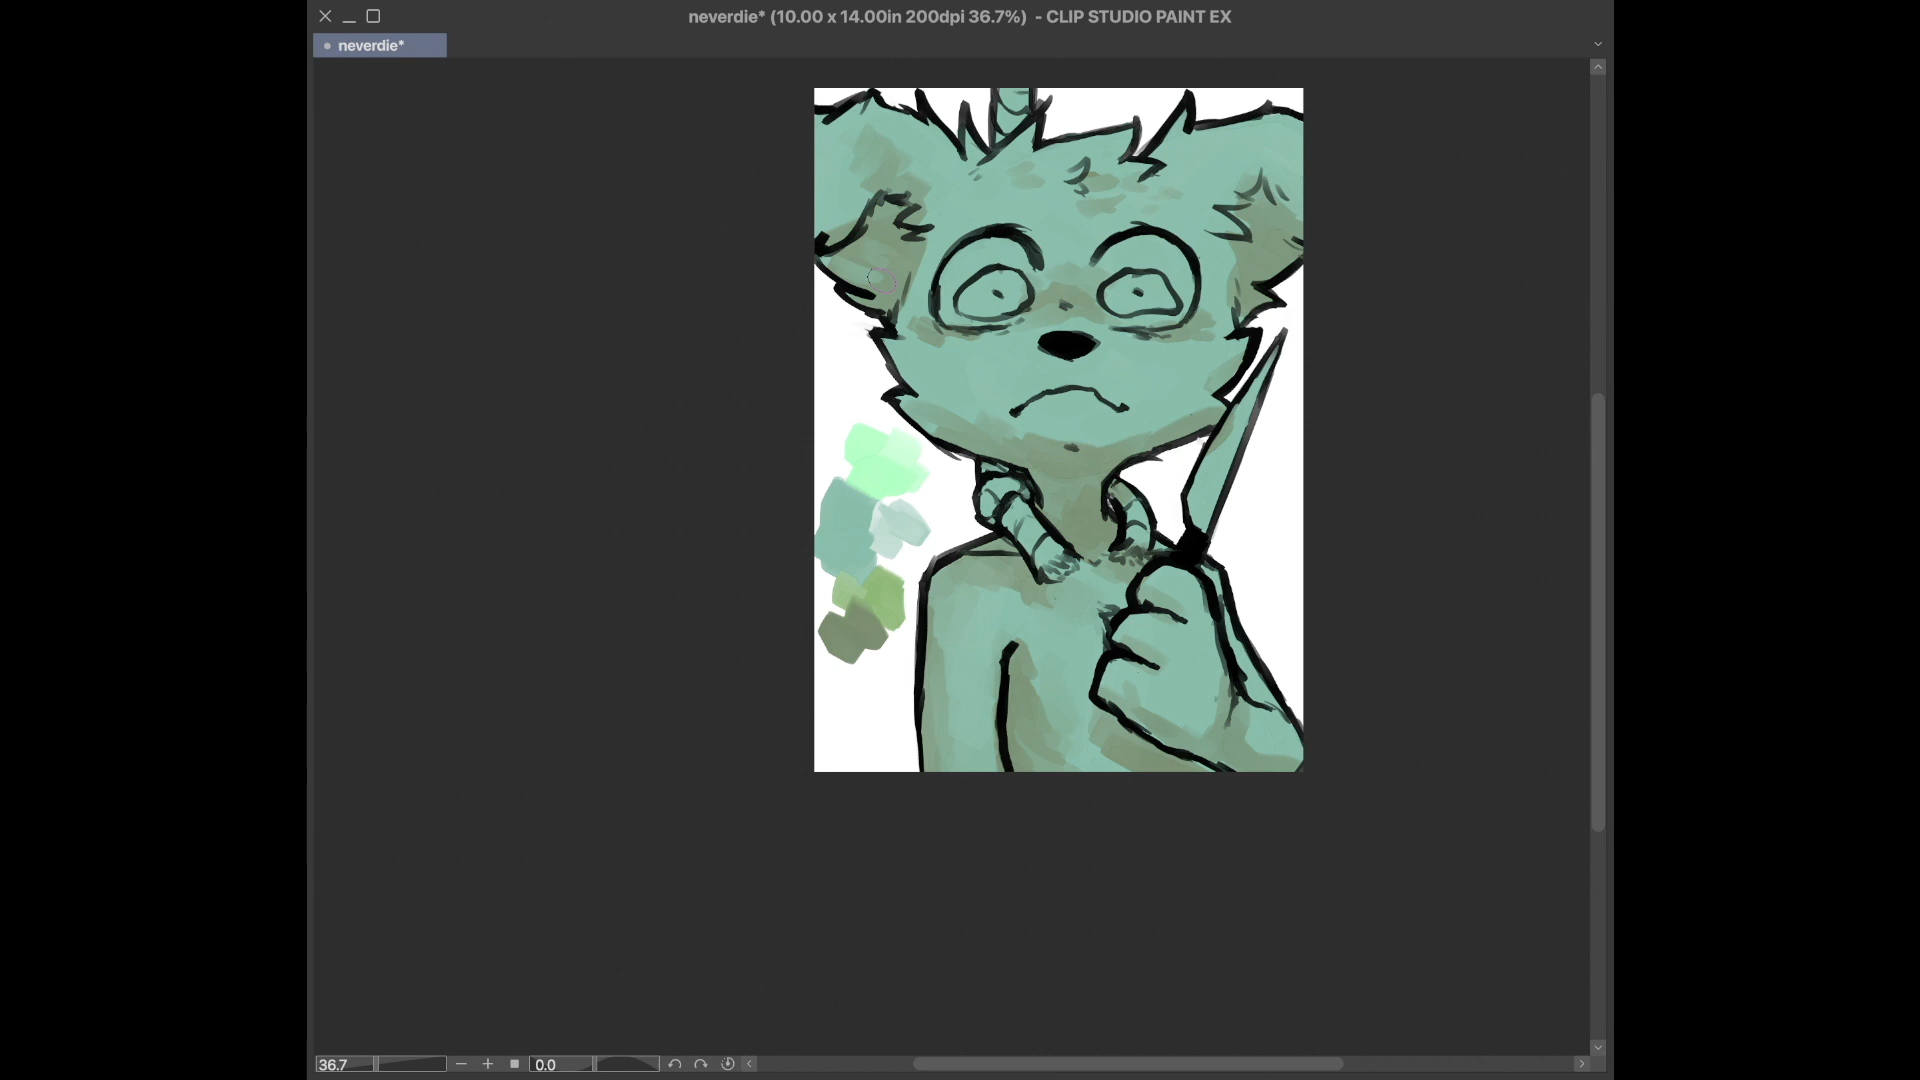 neverdie* (10.00 x 14.00in 200dpi 36.7%) - CLIP STUDIO PAINT EX
neverdie*
36.7
0.0